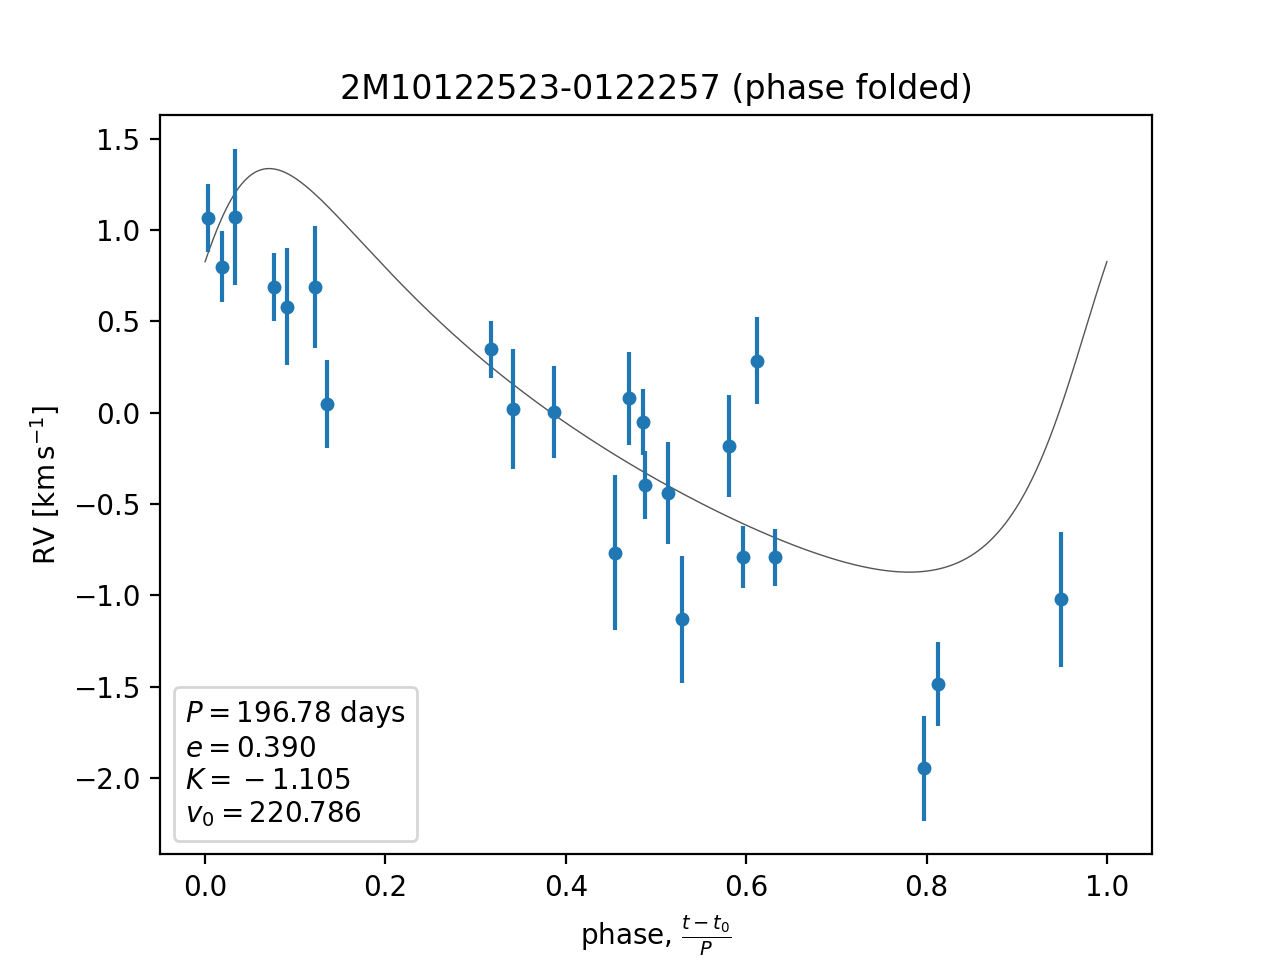 2M10122523-0122257 (phase folded)
1.5
1.0
0.5
0.0
−0.5
−1.0
−1.5
−2.0
RV [km s⁻¹]
P = 196.78 days
e = 0.390
K = −1.105
v₀ = 220.786
0.0 0.2 0.4 0.6 0.8 1.0
phase, (t − t₀)/P